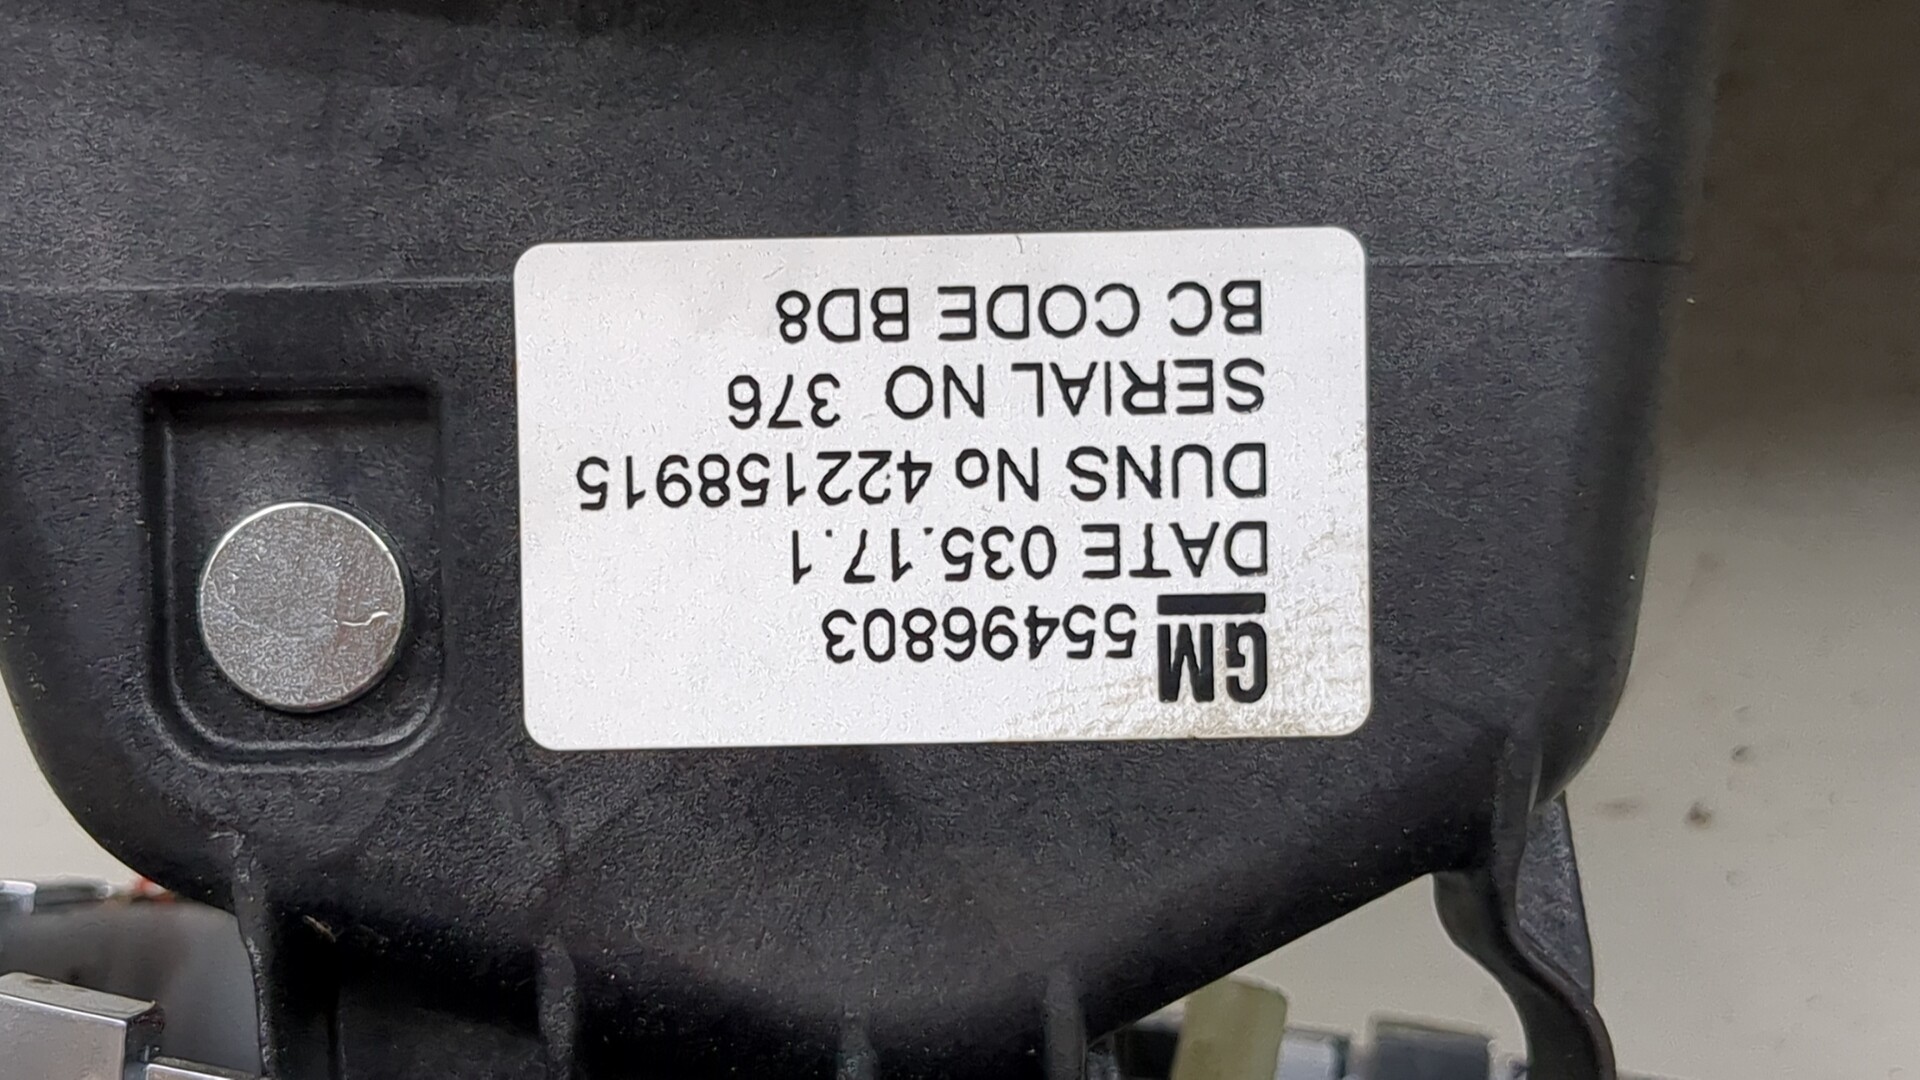 GM 55496803
DATE 035.17.1
DUNS No 422158915
SERIAL NO 376
BC CODE BD8